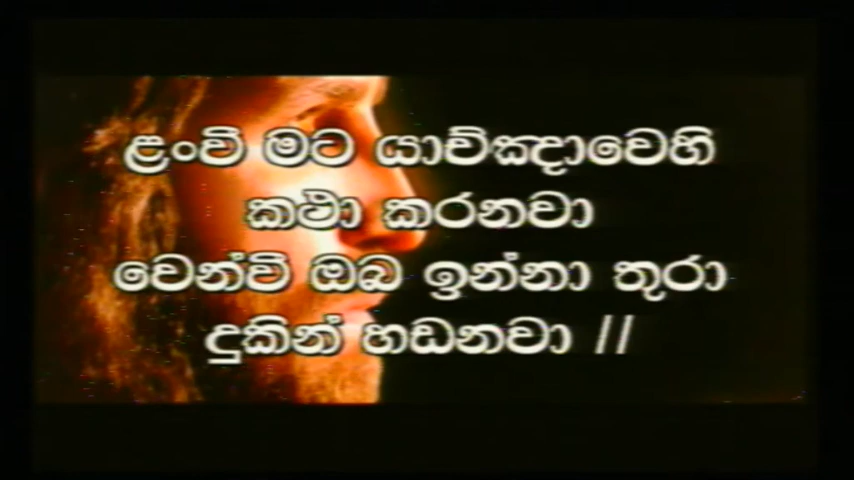 ළංවී මට යාච්ඤාවෙහි
කථා කරනවා
වෙන්වී ඔබ ඉන්නා තුරා
දුකින් හඬනවා //